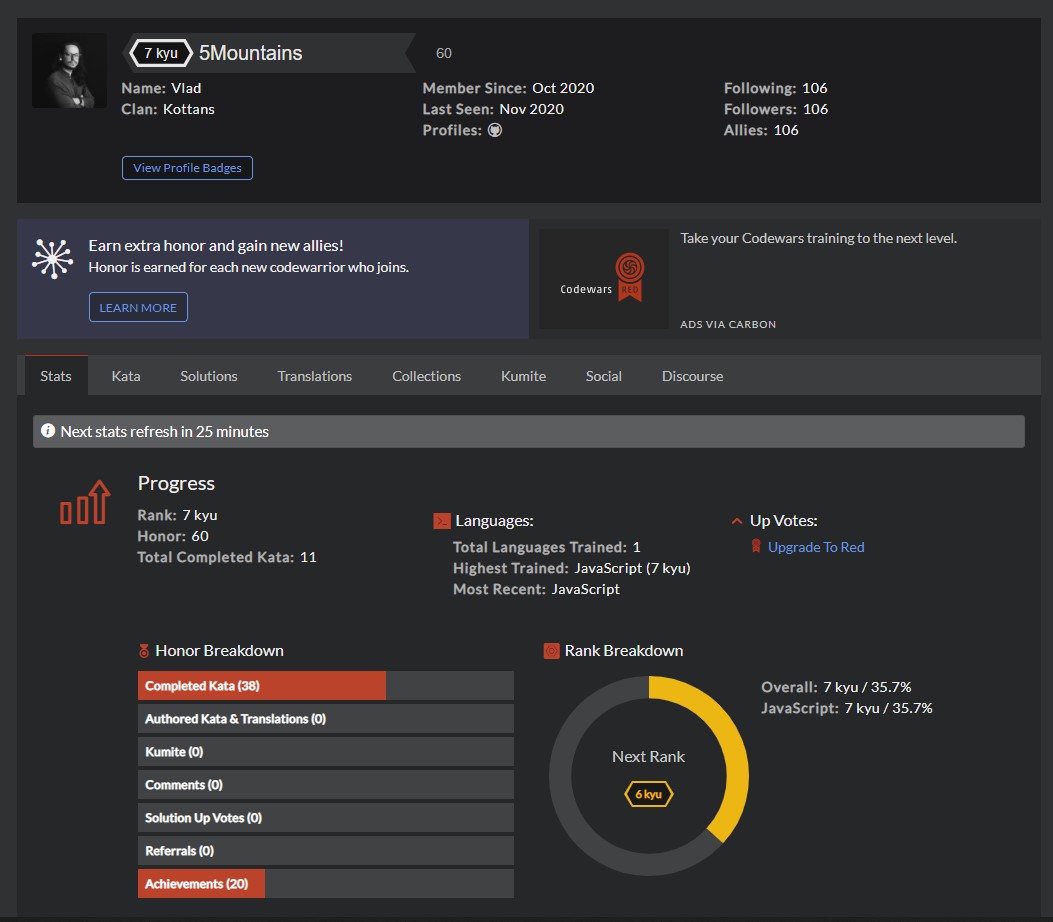 7 kyu 5Mountains 60
Name: Vlad
Clan: Kottans
Member Since: Oct 2020
Last Seen: Nov 2020
Profiles:
Following: 106
Followers: 106
Allies: 106
View Profile Badges
Earn extra honor and gain new allies!
Honor is earned for each new codewarrior who joins.
LEARN MORE
Codewars RED
Take your Codewars training to the next level.
ADS VIA CARBON
Stats Kata Solutions Translations Collections Kumite Social Discourse
Next stats refresh in 25 minutes
Progress
Rank: 7 kyu
Honor: 60
Total Completed Kata: 11
Languages:
Total Languages Trained: 1
Highest Trained: JavaScript (7 kyu)
Most Recent: JavaScript
Up Votes:
Upgrade To Red
Honor Breakdown
Completed Kata (38)
Authored Kata & Translations (0)
Kumite (0)
Comments (0)
Solution Up Votes (0)
Referrals (0)
Achievements (20)
Rank Breakdown
Next Rank
6 kyu
Overall: 7 kyu / 35.7%
JavaScript: 7 kyu / 35.7%